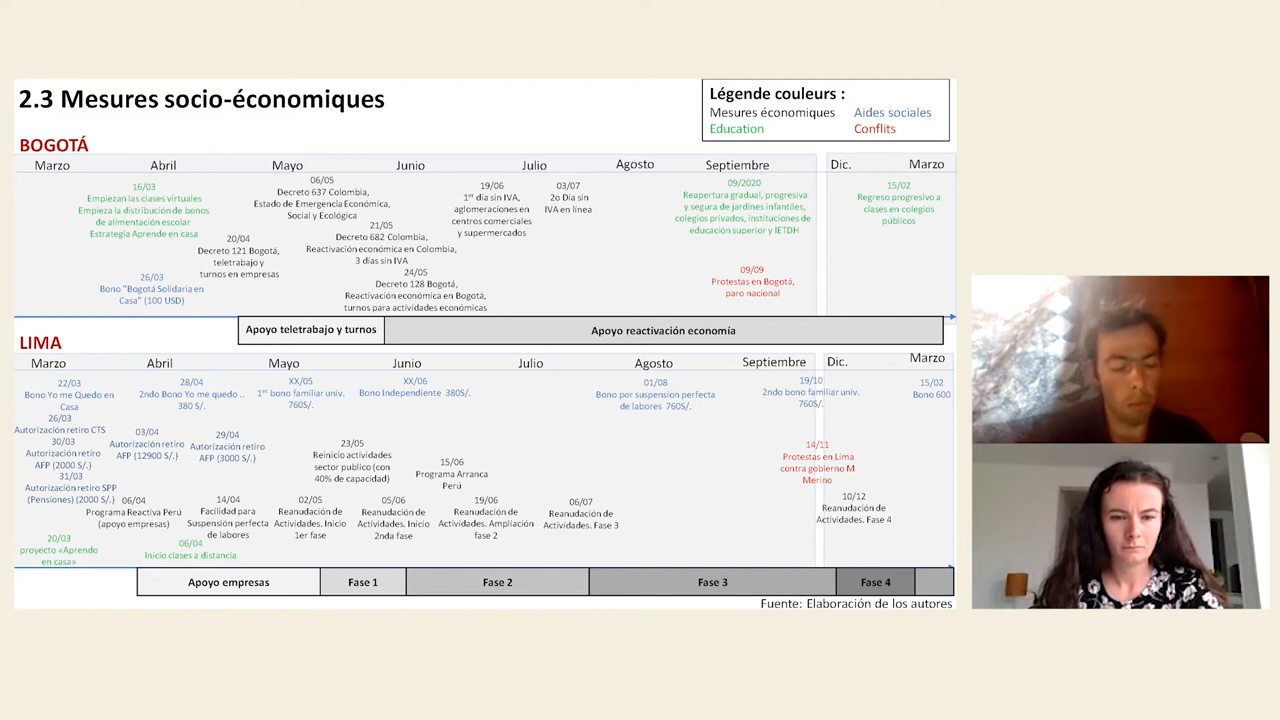 2.3 Mesures socio-économiques
Légende couleurs :
Mesures économiques
Aides sociales
Education
Conflits
BOGOTÁ
Marzo
Abril
Mayo
Junio
Julio
Agosto
Septiembre
Dic.
Marzo
16/03
Empiezan las clases virtuales
Empieza la distribución de bonos
de alimentación escolar
Estrategia Aprende en casa
20/04
Decreto 121 Bogotá,
teletrabajo y
turnos en empresas
26/03
Bono "Bogotá Solidaria en
Casa" (100 USD)
06/05
Decreto 637 Colombia,
Estado de Emergencia Económica,
Social y Ecológica
21/05
Decreto 682 Colombia,
Reactivación económica en Colombia,
3 días sin IVA
24/05
Decreto 128 Bogotá,
Reactivación económica en Bogotá,
turnos para actividades económicas
19/06
1er día sin IVA,
aglomeraciones en
centros comerciales
y supermercados
03/07
2o Día sin
IVA en línea
09/2020
Reapertura gradual, progresiva
y segura de jardines infantiles,
colegios privados, instituciones de
educación superior y IETDH
09/09
Protestas en Bogotá,
paro nacional
15/02
Regreso progresivo a
clases en colegios
públicos
Apoyo teletrabajo y turnos
Apoyo reactivación economía
LIMA
Marzo
Abril
Mayo
Junio
Julio
Agosto
Septiembre
Dic.
Marzo
22/03
Bono Yo me Quedo en
Casa
26/03
Autorización retiro CTS
30/03
Autorización retiro
AFP (2000 S/.)
31/03
Autorización retiro SPP
(Pensiones) (2000 S/.)
28/04
2ndo Bono Yo me quedo ..
380 S/.
03/04
Autorización retiro
AFP (12900 S/.)
29/04
Autorización retiro
AFP (3000 S/.)
XX/05
1er bono familiar univ.
760S/.
XX/06
Bono Independiente 380S/.
01/08
Bono por suspension perfecta
de labores 760S/.
19/10
2ndo bono familiar univ.
760S/.
15/02
Bono 600
23/05
Reinicio actividades
sector publico (con
40% de capacidad)
15/06
Programa Arranca
Perú
14/11
Protestas en Lima
contra gobierno M
Merino
06/04
Programa Reactiva Perú
(apoyo empresas)
14/04
Facilidad para
Suspensión perfecta
de labores
02/05
Reanudación de
Actividades. Inicio
1er fase
05/06
Reanudación de
Actividades. Inicio
2nda fase
19/06
Reanudación de
Actividades. Ampliación
fase 2
06/07
Reanudación de
Actividades. Fase 3
10/12
Reanudación de
Actividades. Fase 4
20/03
proyecto «Aprendo
en casa»
06/04
Inicio clases a distancia
Apoyo empresas
Fase 1
Fase 2
Fase 3
Fase 4
Fuente: Elaboración de los autores